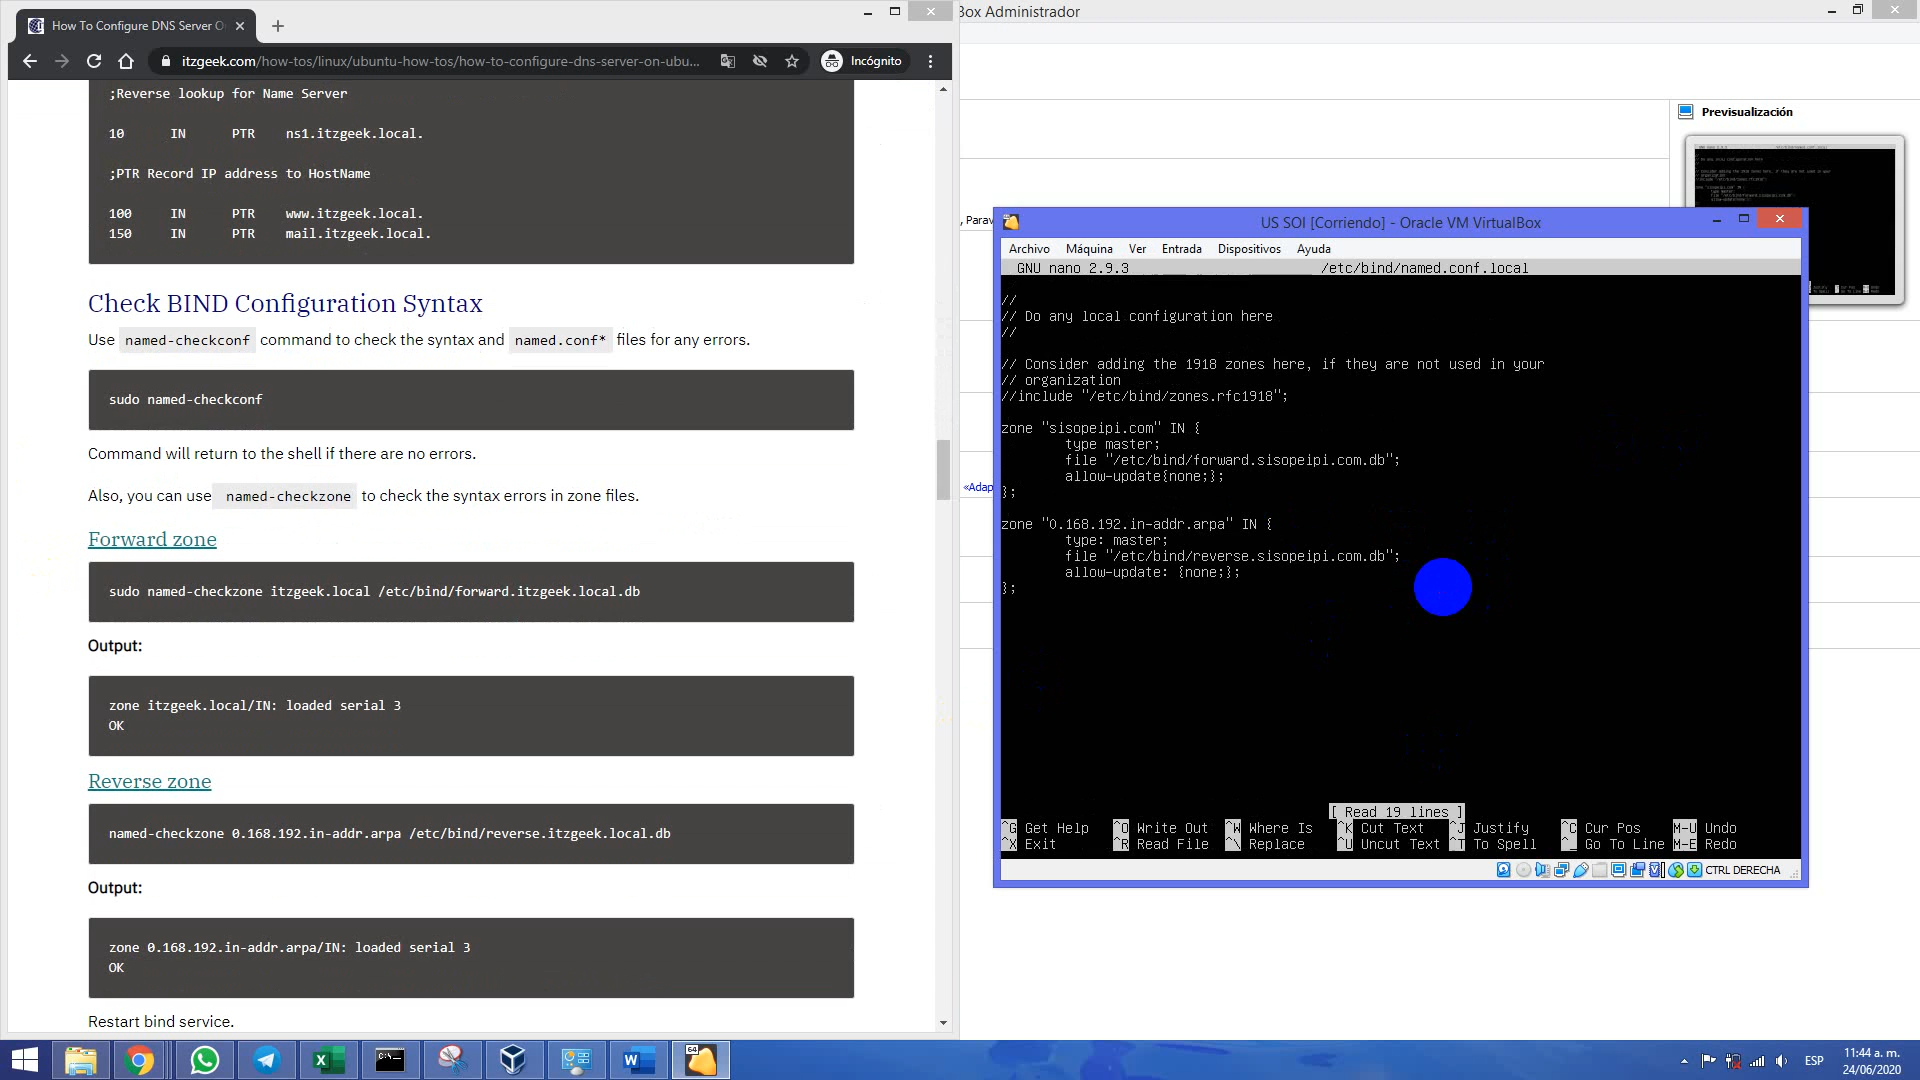 How To Configure DNS Server O
Box Administrador
itzgeek.com/how-tos/linux/ubuntu-how-tos/how-to-configure-dns-server-on-ubu...
Incógnito
;Reverse lookup for Name Server
10 IN PTR ns1.itzgeek.local.
;PTR Record IP address to HostName
100 IN PTR www.itzgeek.local.
150 IN PTR mail.itzgeek.local.
Check BIND Configuration Syntax
Use named-checkconf command to check the syntax and named.conf* files for any errors.
sudo named-checkconf
Command will return to the shell if there are no errors.
Also, you can use named-checkzone to check the syntax errors in zone files.
Forward zone
sudo named-checkzone itzgeek.local /etc/bind/forward.itzgeek.local.db
Output:
zone itzgeek.local/IN: loaded serial 3
OK
Reverse zone
named-checkzone 0.168.192.in-addr.arpa /etc/bind/reverse.itzgeek.local.db
Output:
zone 0.168.192.in-addr.arpa/IN: loaded serial 3
OK
Restart bind service.
Previsualización
, Parav
«Adap
US SOI [Corriendo] - Oracle VM VirtualBox
Archivo Máquina Ver Entrada Dispositivos Ayuda
GNU nano 2.9.3 /etc/bind/named.conf.local
//
// Do any local configuration here
//
// Consider adding the 1918 zones here, if they are not used in your
// organization
//include "/etc/bind/zones.rfc1918";
zone "sisopeipi.com" IN {
type master;
file "/etc/bind/forward.sisopeipi.com.db";
allow-update{none;};
};
zone "0.168.192.in-addr.arpa" IN {
type: master;
file "/etc/bind/reverse.sisopeipi.com.db";
allow-update: {none;};
};
[ Read 19 lines ]
^G Get Help ^O Write Out ^W Where Is ^K Cut Text ^J Justify ^C Cur Pos M-U Undo
^X Exit ^R Read File ^\ Replace ^U Uncut Text ^T To Spell ^_ Go To Line M-E Redo
CTRL DERECHA
64
ESP
11:44 a. m.
24/06/2020